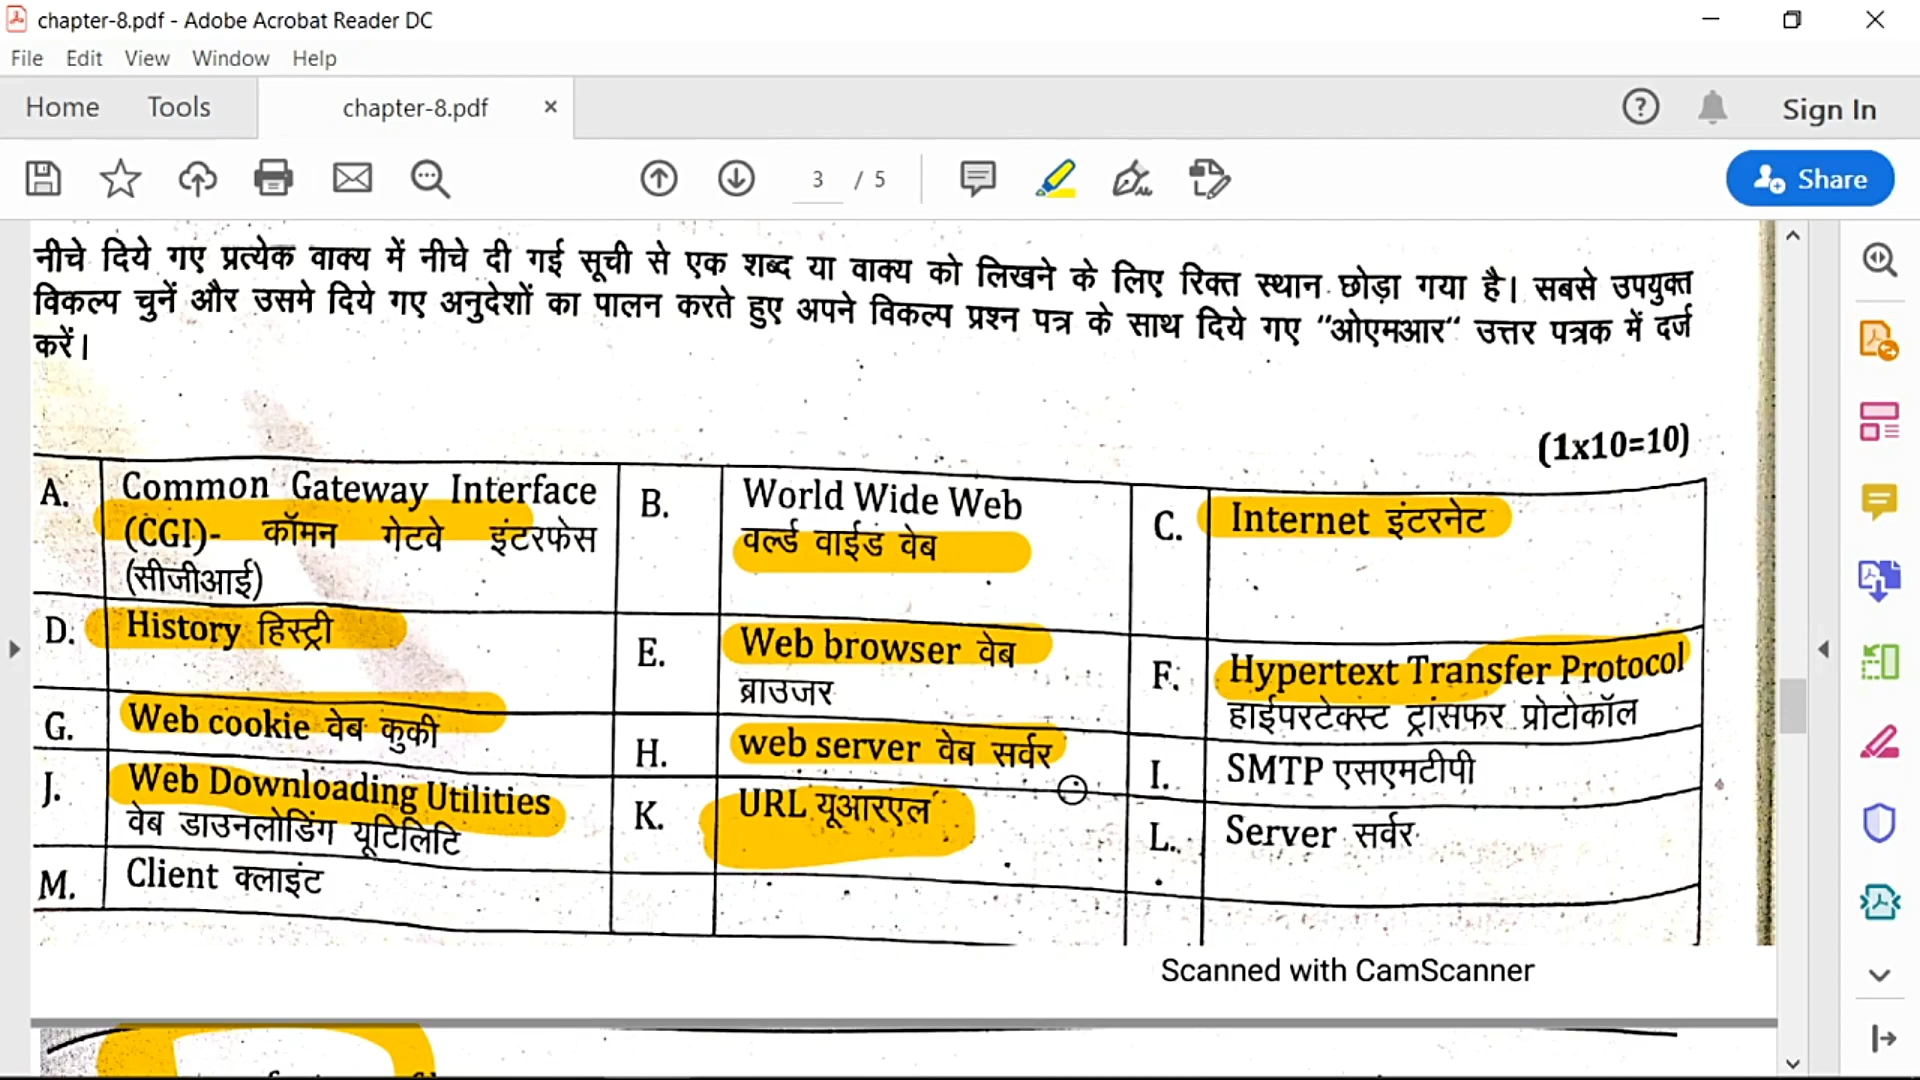 chapter-8.pdf - Adobe Acrobat Reader DC
File Edit View Window Help
Home Tools chapter-8.pdf × Sign In
3 / 5 Share
नीचे दिये गए प्रत्येक वाक्य में नीचे दी गई सूची से एक शब्द या वाक्य को लिखने के लिए रिक्त स्थान छोड़ा गया है। सबसे उपयुक्त
विकल्प चुनें और उसमे दिये गए अनुदेशों का पालन करते हुए अपने विकल्प प्रश्न पत्र के साथ दिये गए “ओएमआर“ उत्तर पत्रक में दर्ज
करें।
(1x10=10)
A. Common Gateway Interface
(CGI)- कॉमन गेटवे इंटरफेस
(सीजीआई)
B. World Wide Web
वर्ल्ड वाईड वेब
C. Internet इंटरनेट
D. History हिस्ट्री
E. Web browser वेब
ब्राउजर
F. Hypertext Transfer Protocol
हाईपरटेक्स्ट ट्रांसफर प्रोटोकॉल
G. Web cookie वेब कुकी
H. web server वेब सर्वर
I. SMTP एसएमटीपी
J. Web Downloading Utilities
वेब डाउनलोडिंग यूटिलिटि
K. URL यूआरएल
L. Server सर्वर
M. Client क्लाइंट
Scanned with CamScanner